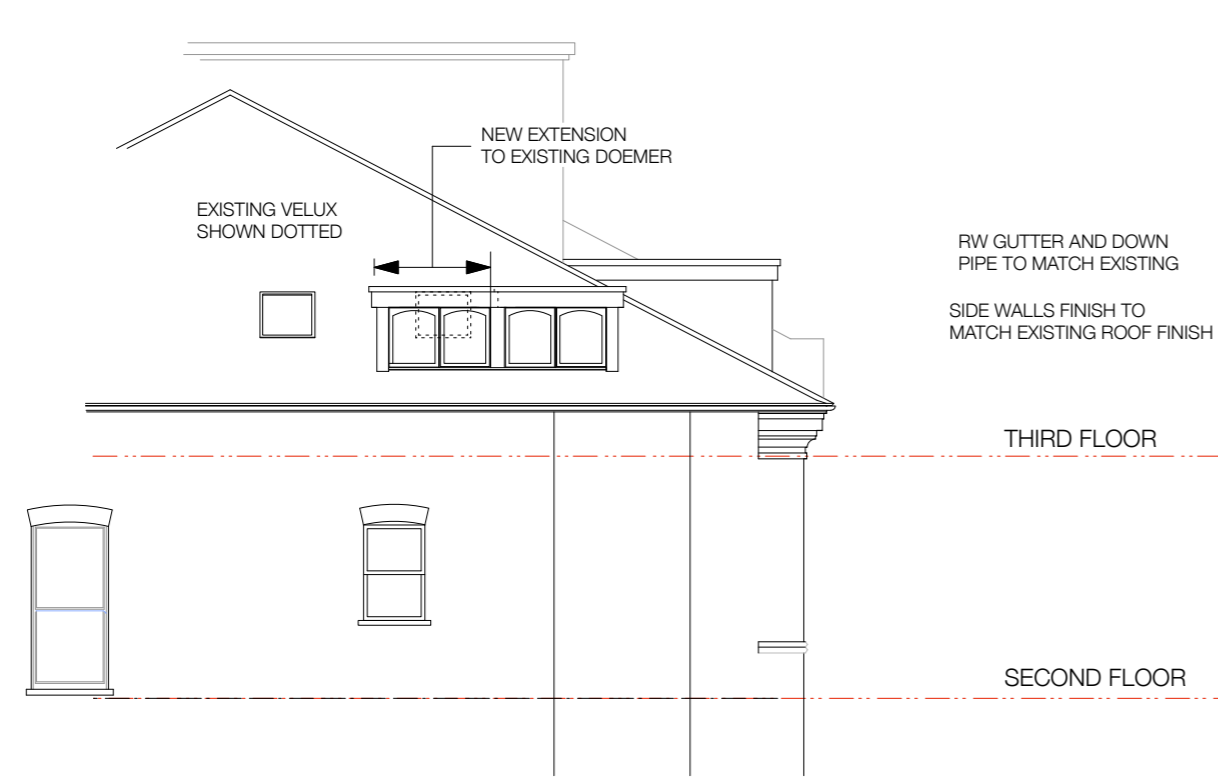 NEW EXTENSION
TO EXISTING DOEMER
EXISTING VELUX
SHOWN DOTTED
RW GUTTER AND DOWN
PIPE TO MATCH EXISTING
SIDE WALLS FINISH TO
MATCH EXISTING ROOF FINISH
THIRD FLOOR
SECOND FLOOR